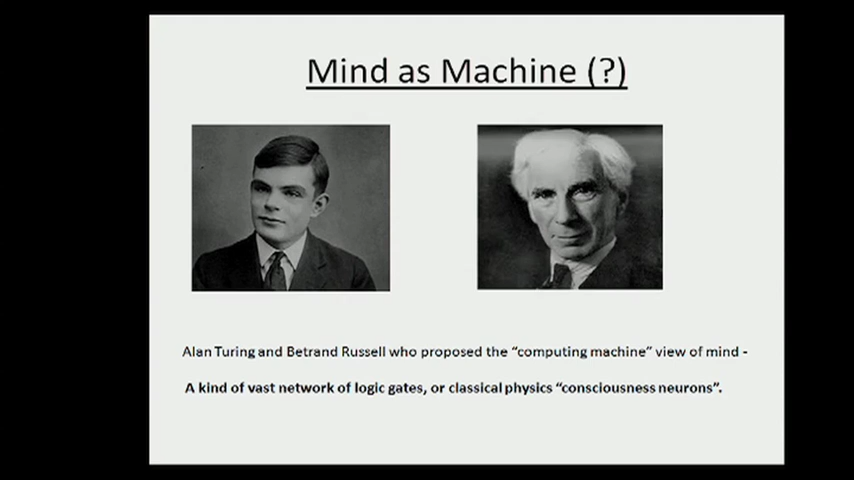 Mind as Machine (?)
Alan Turing and Betrand Russell who proposed the “computing machine” view of mind -
A kind of vast network of logic gates, or classical physics “consciousness neurons”.